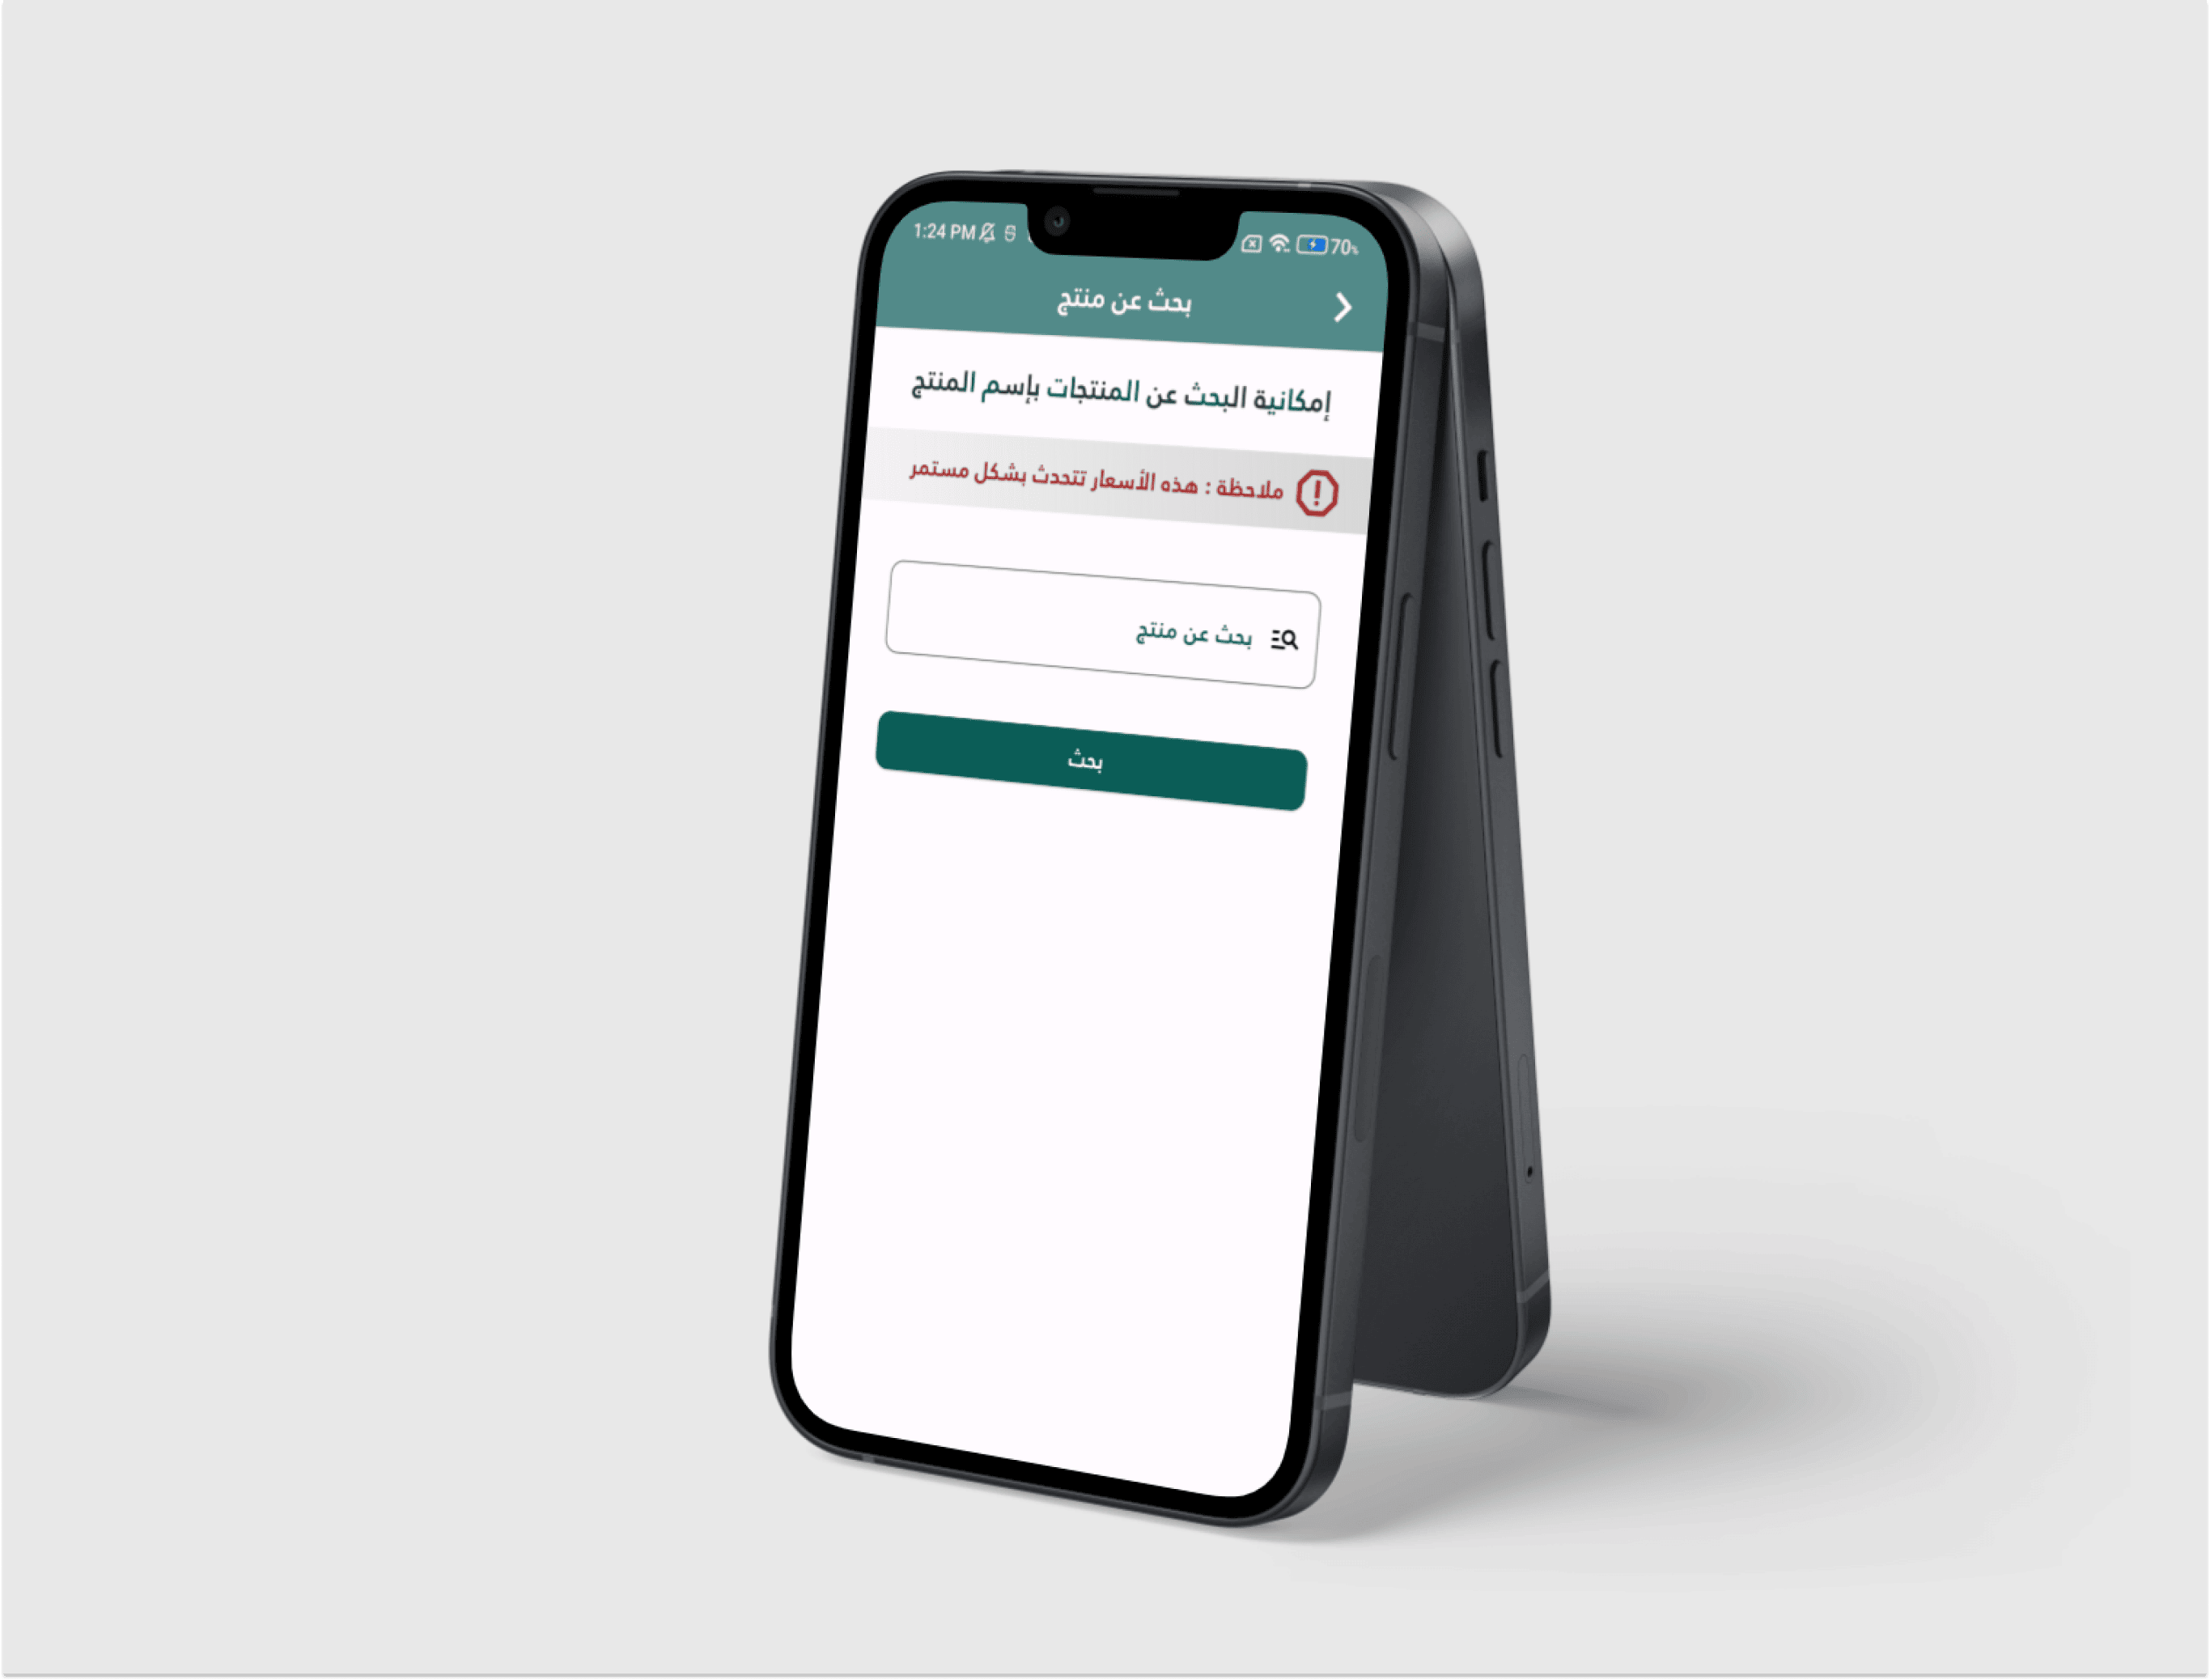 1:24 PM
70%
بحث عن منتج
إمكانية البحث عن المنتجات بإسم المنتج
ملاحظة : هذه الأسعار تتحدث بشكل مستمر
بحث عن منتج
بحث